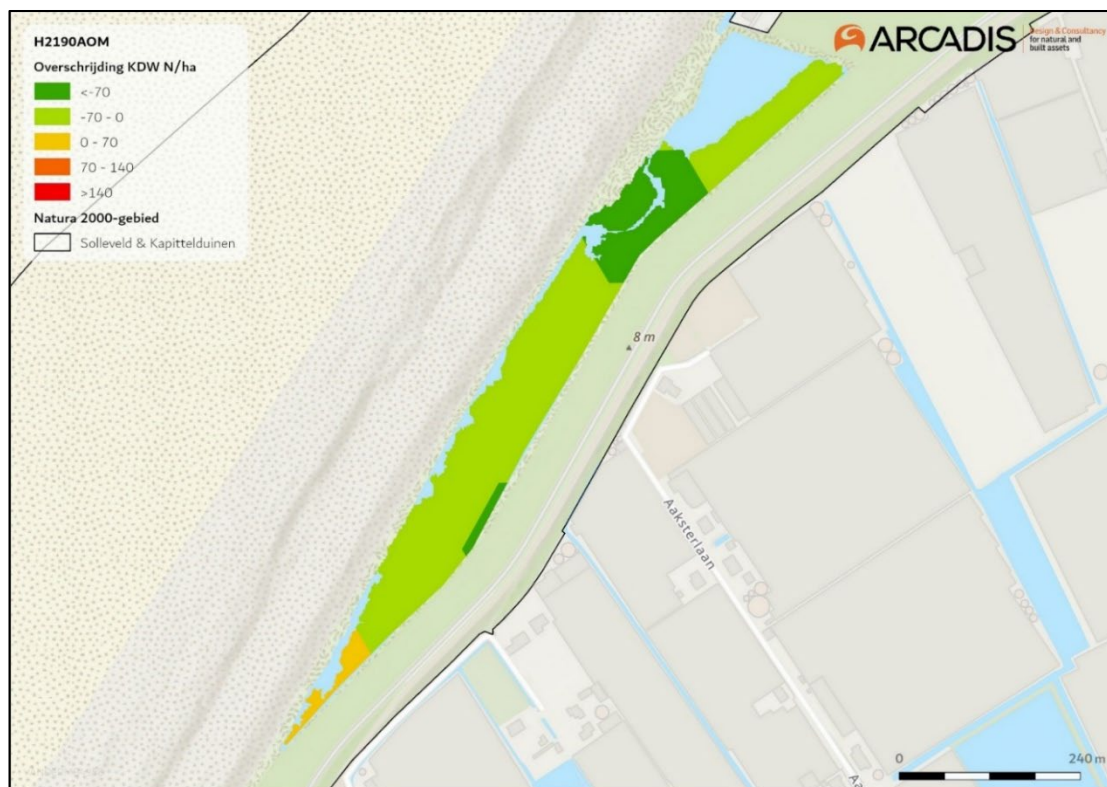 H2190AOM
Overschrijding KDW N/ha
<-70
-70 - 0
0 - 70
70 - 140
>140
Natura 2000-gebied
Solleveld & Kapittelduinen
ARCADIS
Design & Consultancy
for natural and
built assets
8 m
Aaksterlaan
Aa
0
240 m